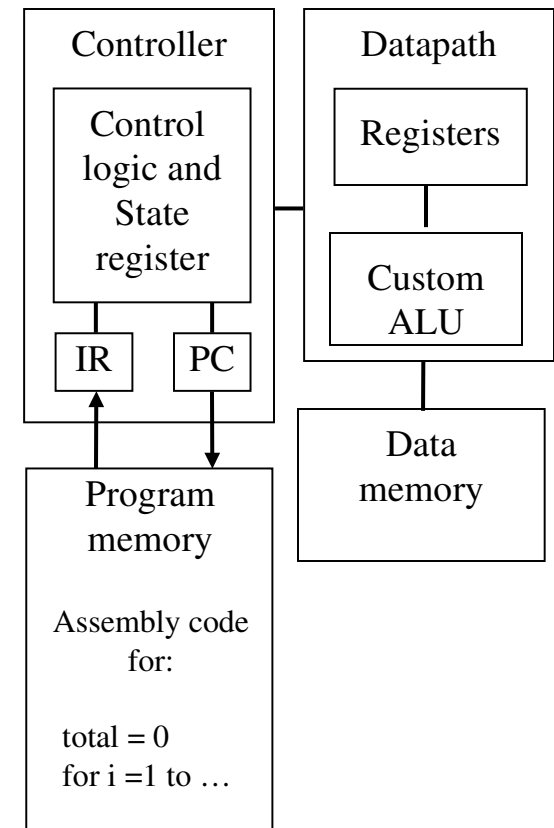 Controller
Control
logic and
State
register
IR
PC
Datapath
Registers
Custom
ALU
Data
memory
Program
memory
Assembly code
for:
total = 0
for i =1 to …